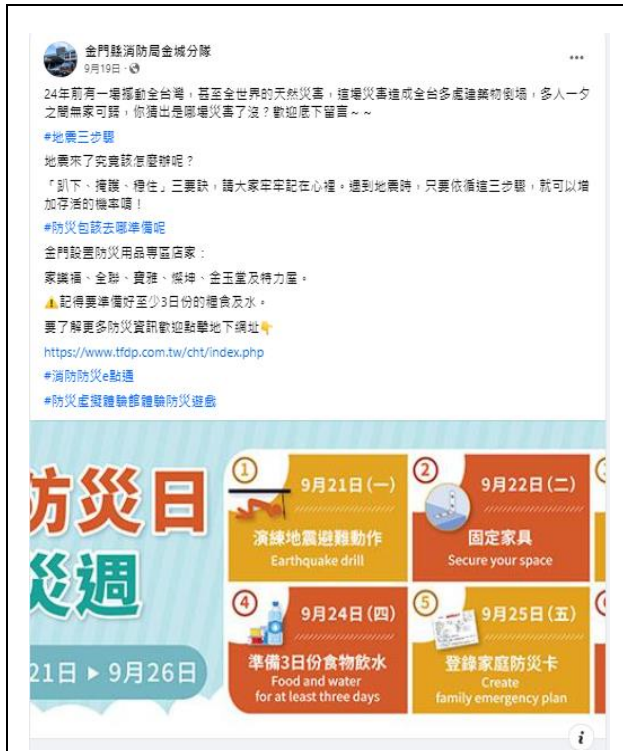 金門縣消防局金城分隊
9月19日
24年前有一場撼動全台灣，甚至全世界的天然災害，這場災害造成全台多處建築物倒塌，多人一夕
之間無家可歸，你猜出是哪場災害了沒？歡迎底下留言～～
#地震三步驟
地震來了究竟該怎麼辦呢？
「趴下、掩護、穩住」三要訣，請大家牢牢記在心裡。遇到地震時，只要依循這三步驟，就可以增
加存活的機率唷！
#防災包該去哪準備呢
金門設置防災用品專區店家：
家樂福、全聯、寶雅、燦坤、金玉堂及特力屋。
⚠️記得要準備好至少3日份的糧食及水。
要了解更多防災資訊歡迎點擊地下網址👇
https://www.tfdp.com.tw/cht/index.php
#消防防災e點通
#防災虛擬體驗館體驗防災遊戲
防災日
災週
21日 ▶ 9月26日
1
9月21日(一)
演練地震避難動作
Earthquake drill
2
9月22日(二)
固定家具
Secure your space
4
9月24日(四)
準備3日份食物飲水
Food and water
for at least three days
5
9月25日(五)
登錄家庭防災卡
Create
family emergency plan